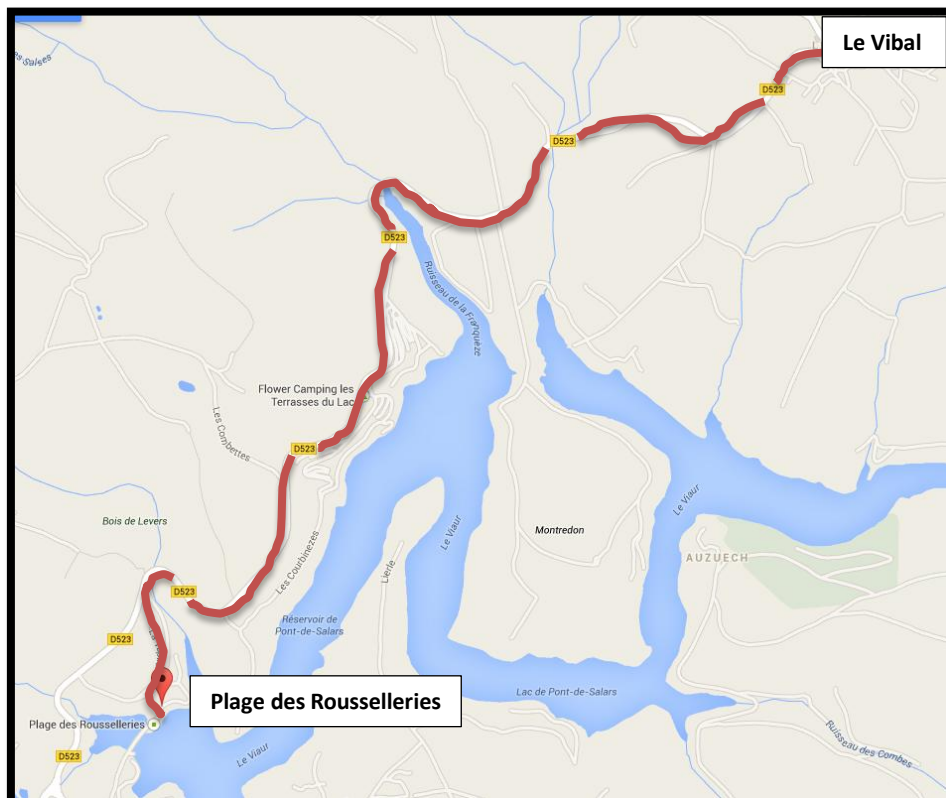 Le Vibal
es Salses
D523
D523
D523
Ruisseau de la Franquèze
Flower Camping les
Terrasses du Lac
Les Combettes
D523
Bois de Levers
Le Viaur
Le Viaur
Montredon
AUZUECH
Les Courbinezes
Lierle
D523
Réservoir de
Pont-de-Salars
D523
Plage des Rousselleries
Lac de Pont-de-Salars
Plage des Rousselleries
Ruisseau des Combes
D523
Le Viaur